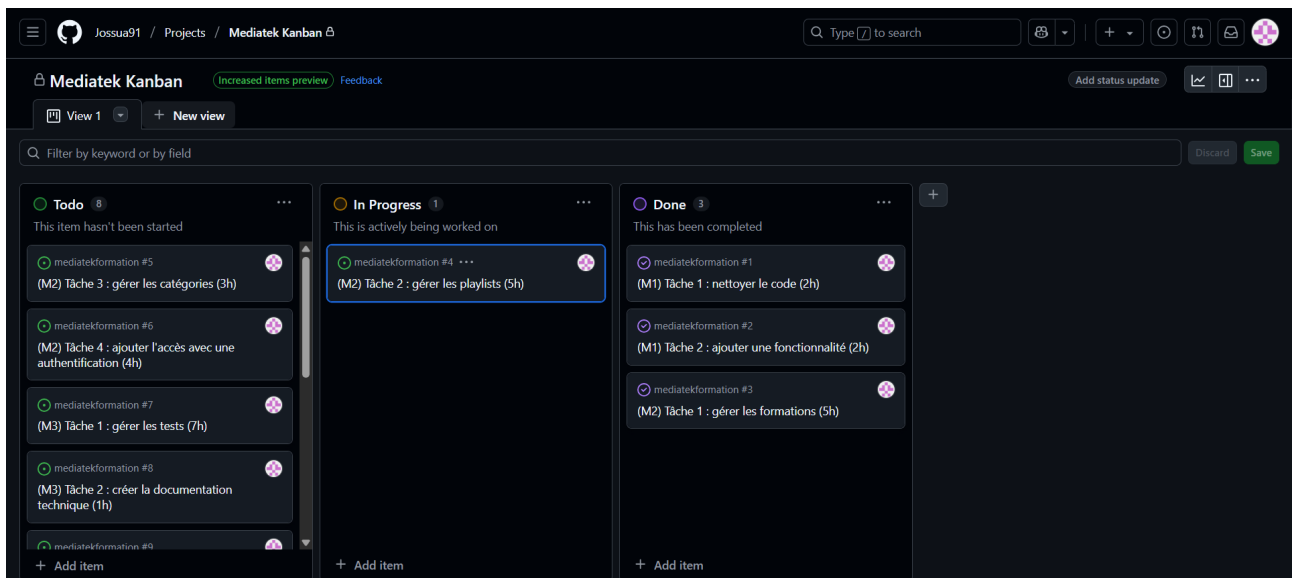 Jossua91 / Projects / Mediatek Kanban
Type / to search
Mediatek Kanban
Increased items preview
Feedback
Add status update
View 1
New view
Filter by keyword or by field
Discard
Save
Todo 8
This item hasn't been started
mediatekformation #5
(M2) Tâche 3 : gérer les catégories (3h)
mediatekformation #6
(M2) Tâche 4 : ajouter l'accès avec une
authentification (4h)
mediatekformation #7
(M3) Tâche 1 : gérer les tests (7h)
mediatekformation #8
(M3) Tâche 2 : créer la documentation
technique (1h)
mediatekformation #9
+ Add item
In Progress 1
This is actively being worked on
mediatekformation #4
(M2) Tâche 2 : gérer les playlists (5h)
+ Add item
Done 3
This has been completed
mediatekformation #1
(M1) Tâche 1 : nettoyer le code (2h)
mediatekformation #2
(M1) Tâche 2 : ajouter une fonctionnalité (2h)
mediatekformation #3
(M2) Tâche 1 : gérer les formations (5h)
+ Add item